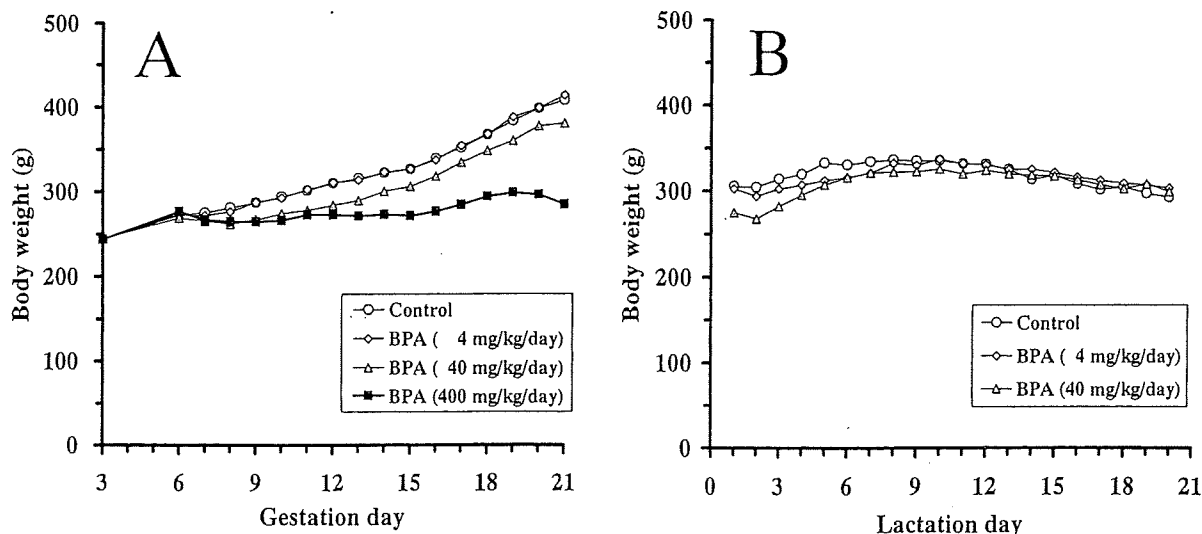 A
500
400
300
200
100
0
Body weight (g)
3 6 9 12 15 18 21
Gestation day
Control
BPA ( 4 mg/kg/day)
BPA ( 40 mg/kg/day)
BPA (400 mg/kg/day)
B
500
400
300
200
100
0
Body weight (g)
0 3 6 9 12 15 18 21
Lactation day
Control
BPA ( 4 mg/kg/day)
BPA (40 mg/kg/day)